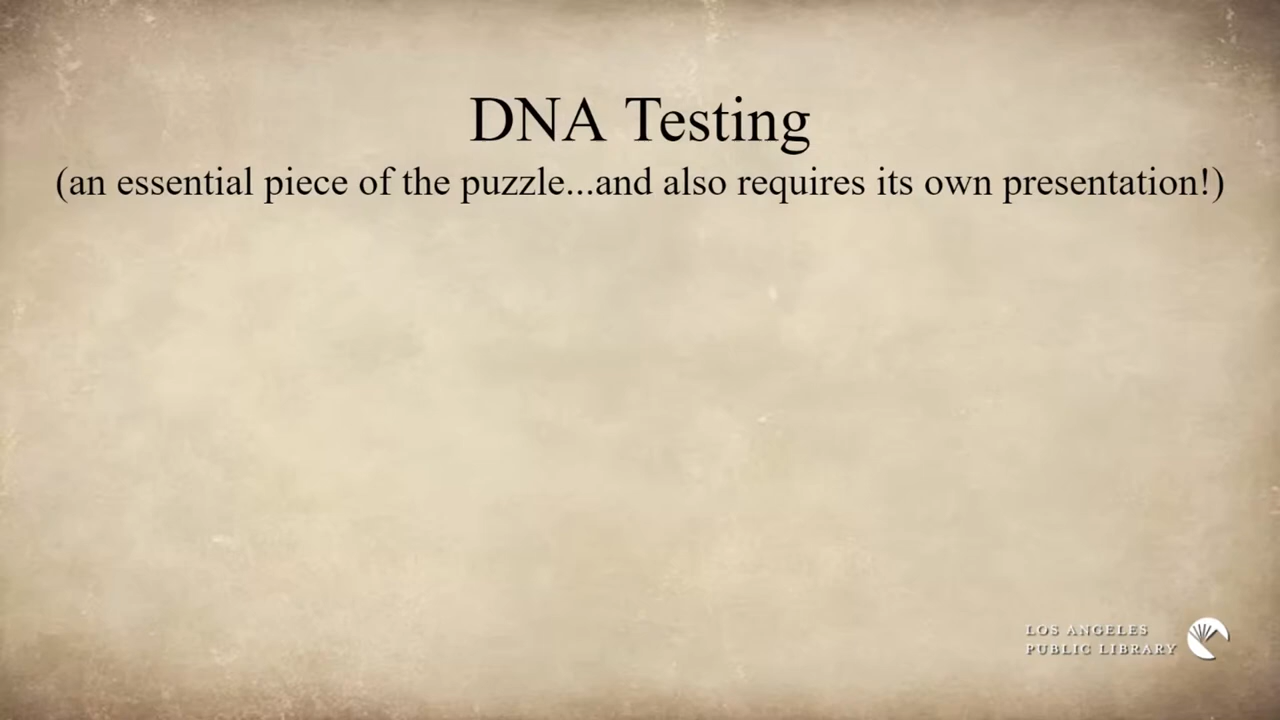 DNA Testing
(an essential piece of the puzzle...and also requires its own presentation!)
LOS ANGELES
PUBLIC LIBRARY